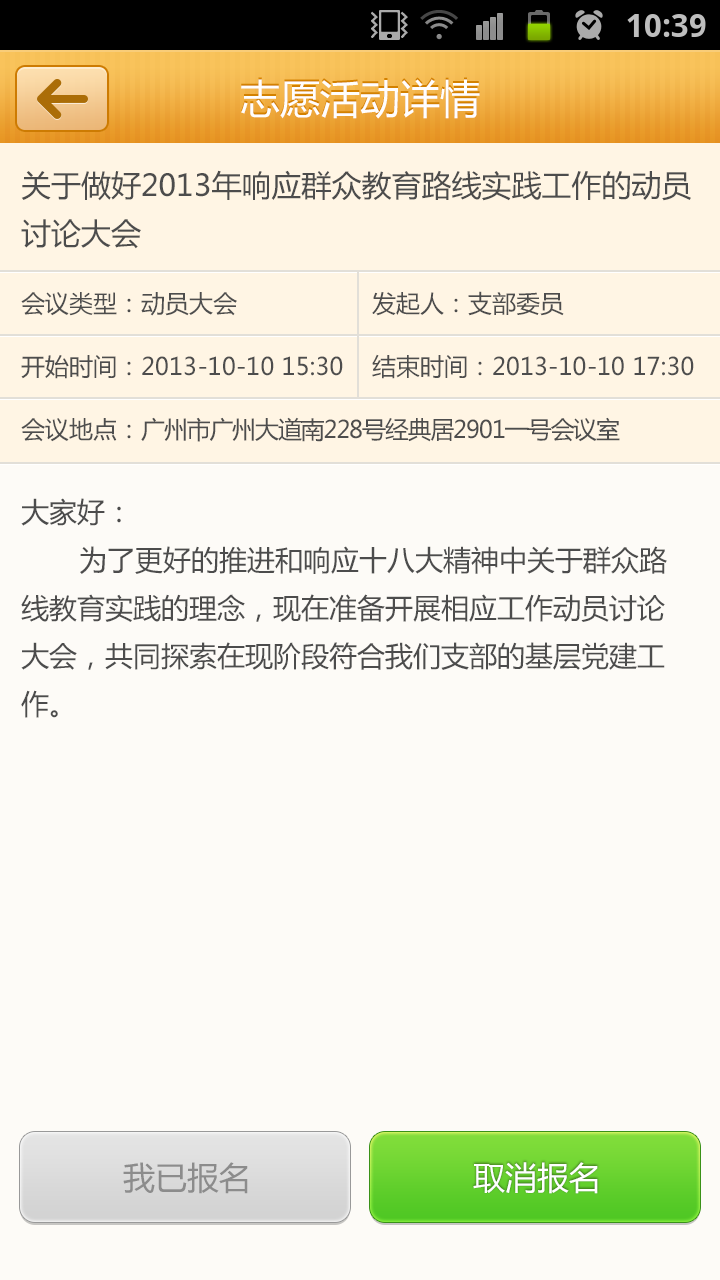 10:39
志愿活动详情
关于做好2013年响应群众教育路线实践工作的动员
讨论大会
会议类型：动员大会
发起人：支部委员
开始时间：2013-10-10 15:30
结束时间：2013-10-10 17:30
会议地点：广州市广州大道南228号经典居2901一号会议室
大家好：
为了更好的推进和响应十八大精神中关于群众路
线教育实践的理念，现在准备开展相应工作动员讨论
大会，共同探索在现阶段符合我们支部的基层党建工
作。
我已报名
取消报名